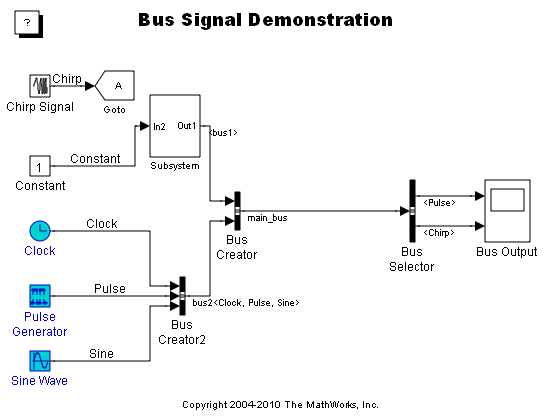 Bus Signal Demonstration
?
Chirp
A
Chirp Signal
Goto
In2
Out1
<bus1>
Subsystem
Constant
1
Constant
<Pulse>
<Chirp>
main_bus
Bus
Creator
Bus
Selector
Bus Output
Clock
Clock
Pulse
bus2<Clock, Pulse, Sine>
Pulse
Generator
Bus
Creator2
Sine
Sine Wave
Copyright 2004-2010 The MathWorks, Inc.